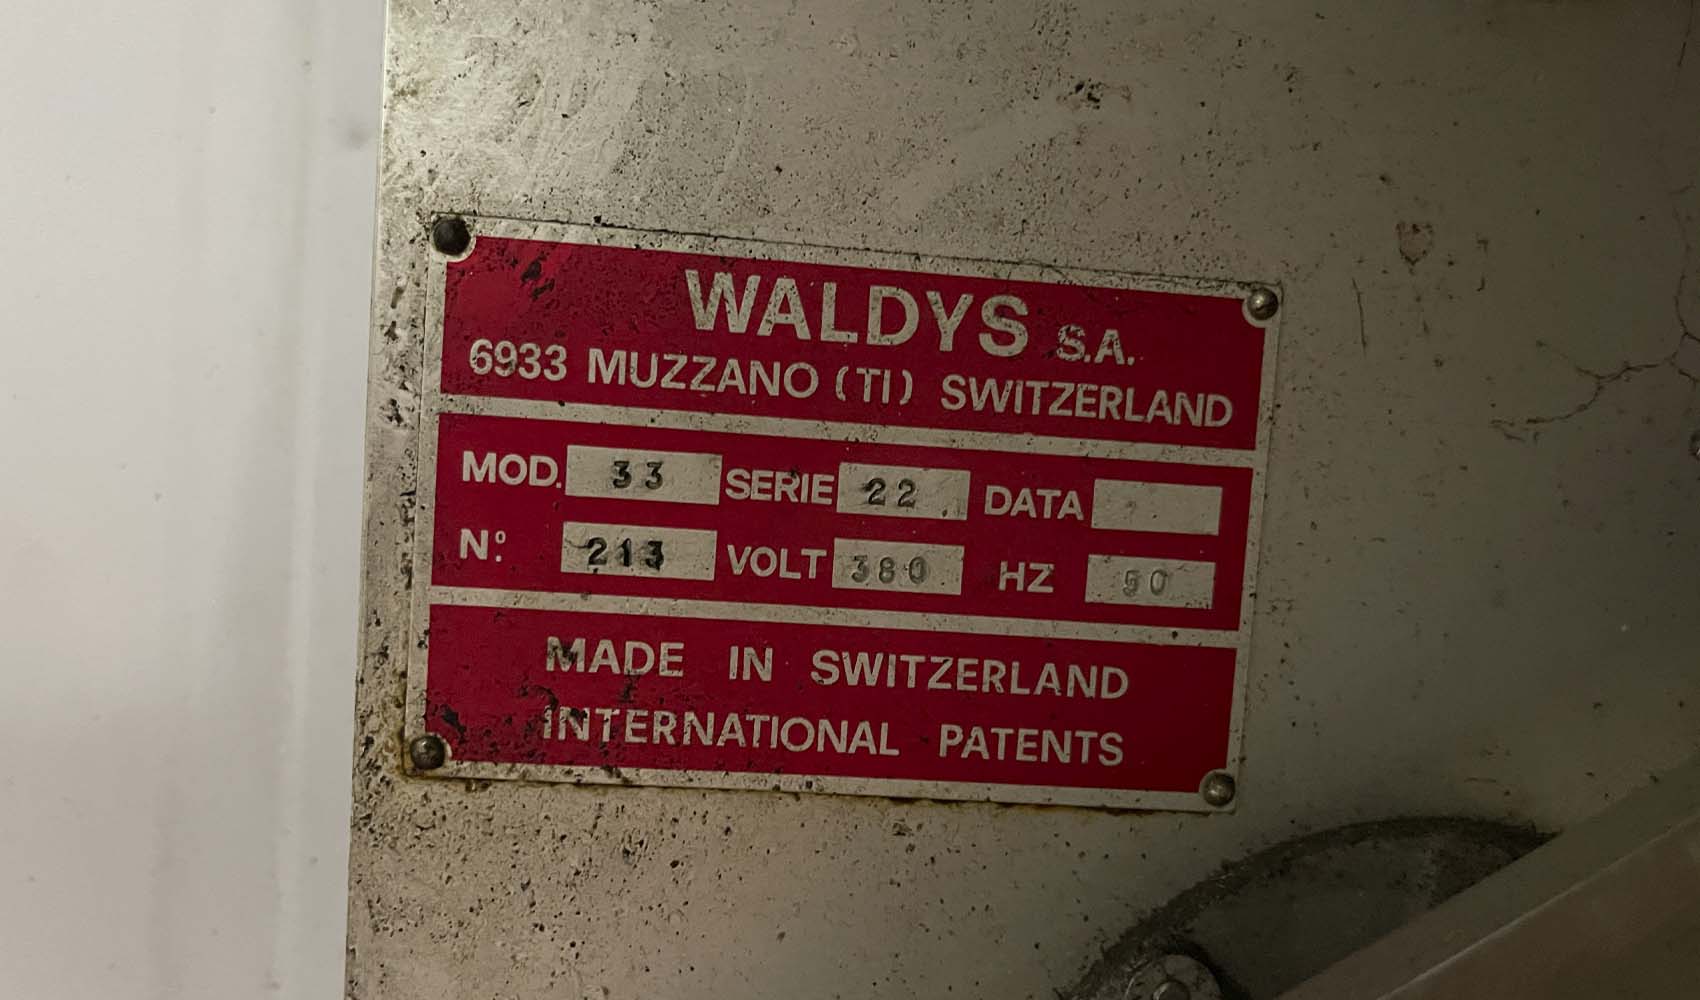 WALDYS S.A.
6933 MUZZANO (TI) SWITZERLAND
MOD. 33 SERIE 22 DATA
N.º 213 VOLT 380 HZ 50
MADE IN SWITZERLAND
INTERNATIONAL PATENTS